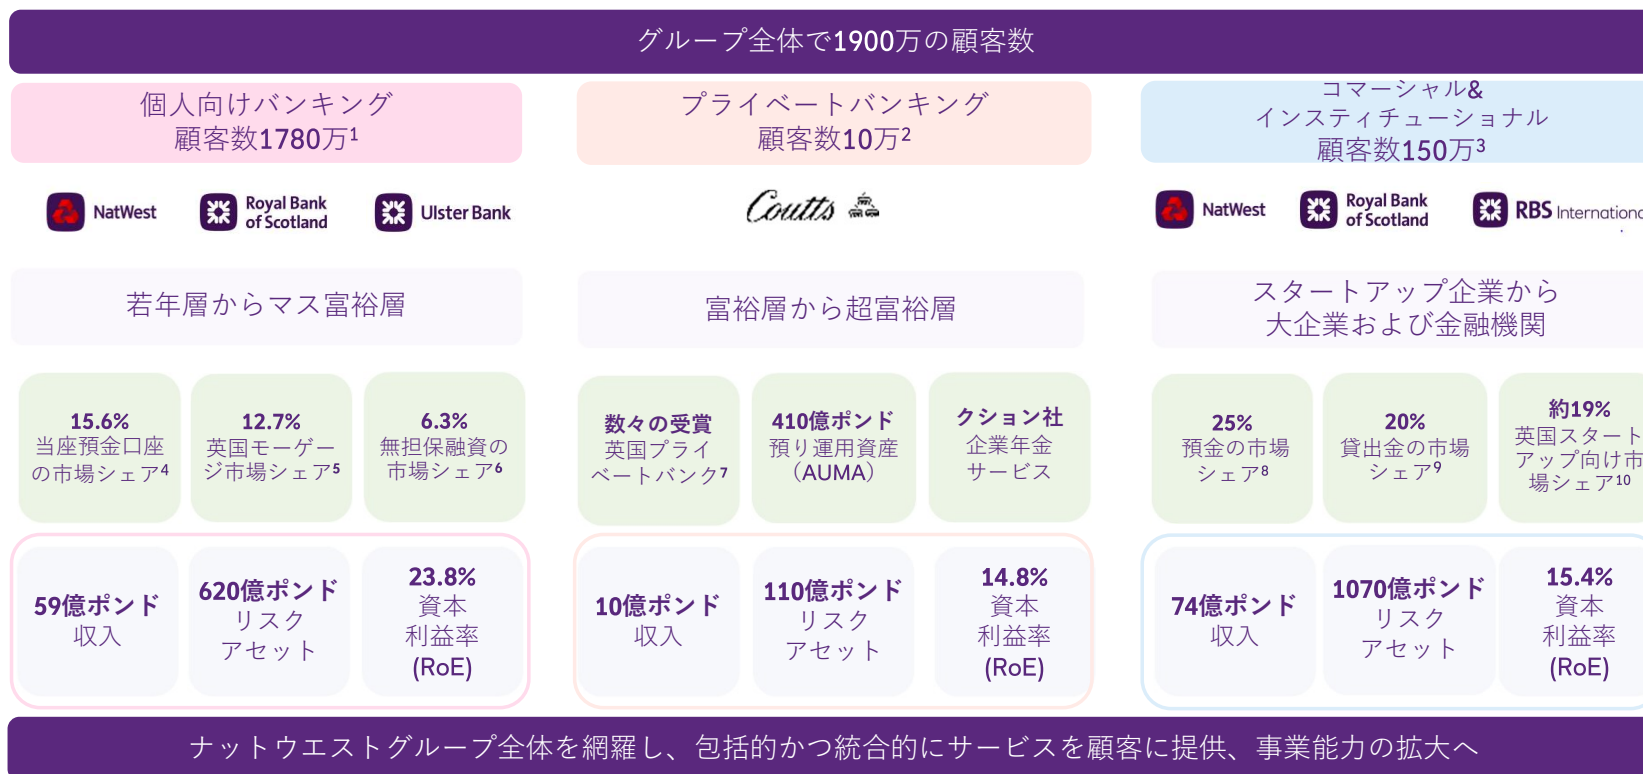 グループ全体で1900万の顧客数
個人向けバンキング
顧客数1780万1
NatWest
Royal Bank
of Scotland
Ulster Bank
若年層からマス富裕層
15.6%
当座預金口座
の市場シェア4
12.7%
英国モーゲー
ジ市場シェア5
6.3%
無担保融資の
市場シェア6
59億ポンド
収入
620億ポンド
リスク
アセット
23.8%
資本
利益率
(RoE)
プライベートバンキング
顧客数10万2
Coutts
富裕層から超富裕層
数々の受賞
英国プライ
ベートバンク7
410億ポンド
預り運用資産
（AUMA）
クション社
企業年金
サービス
10億ポンド
収入
110億ポンド
リスク
アセット
14.8%
資本
利益率
(RoE)
コマーシャル&
インスティチューショナル
顧客数150万3
NatWest
Royal Bank
of Scotland
RBS Internationa
スタートアップ企業から
大企業および金融機関
25%
預金の市場
シェア8
20%
貸出金の市場
シェア9
約19%
英国スタート
アップ向け市
場シェア10
74億ポンド
収入
1070億ポンド
リスク
アセット
15.4%
資本
利益率
(RoE)
ナットウエストグループ全体を網羅し、包括的かつ統合的にサービスを顧客に提供、事業能力の拡大へ